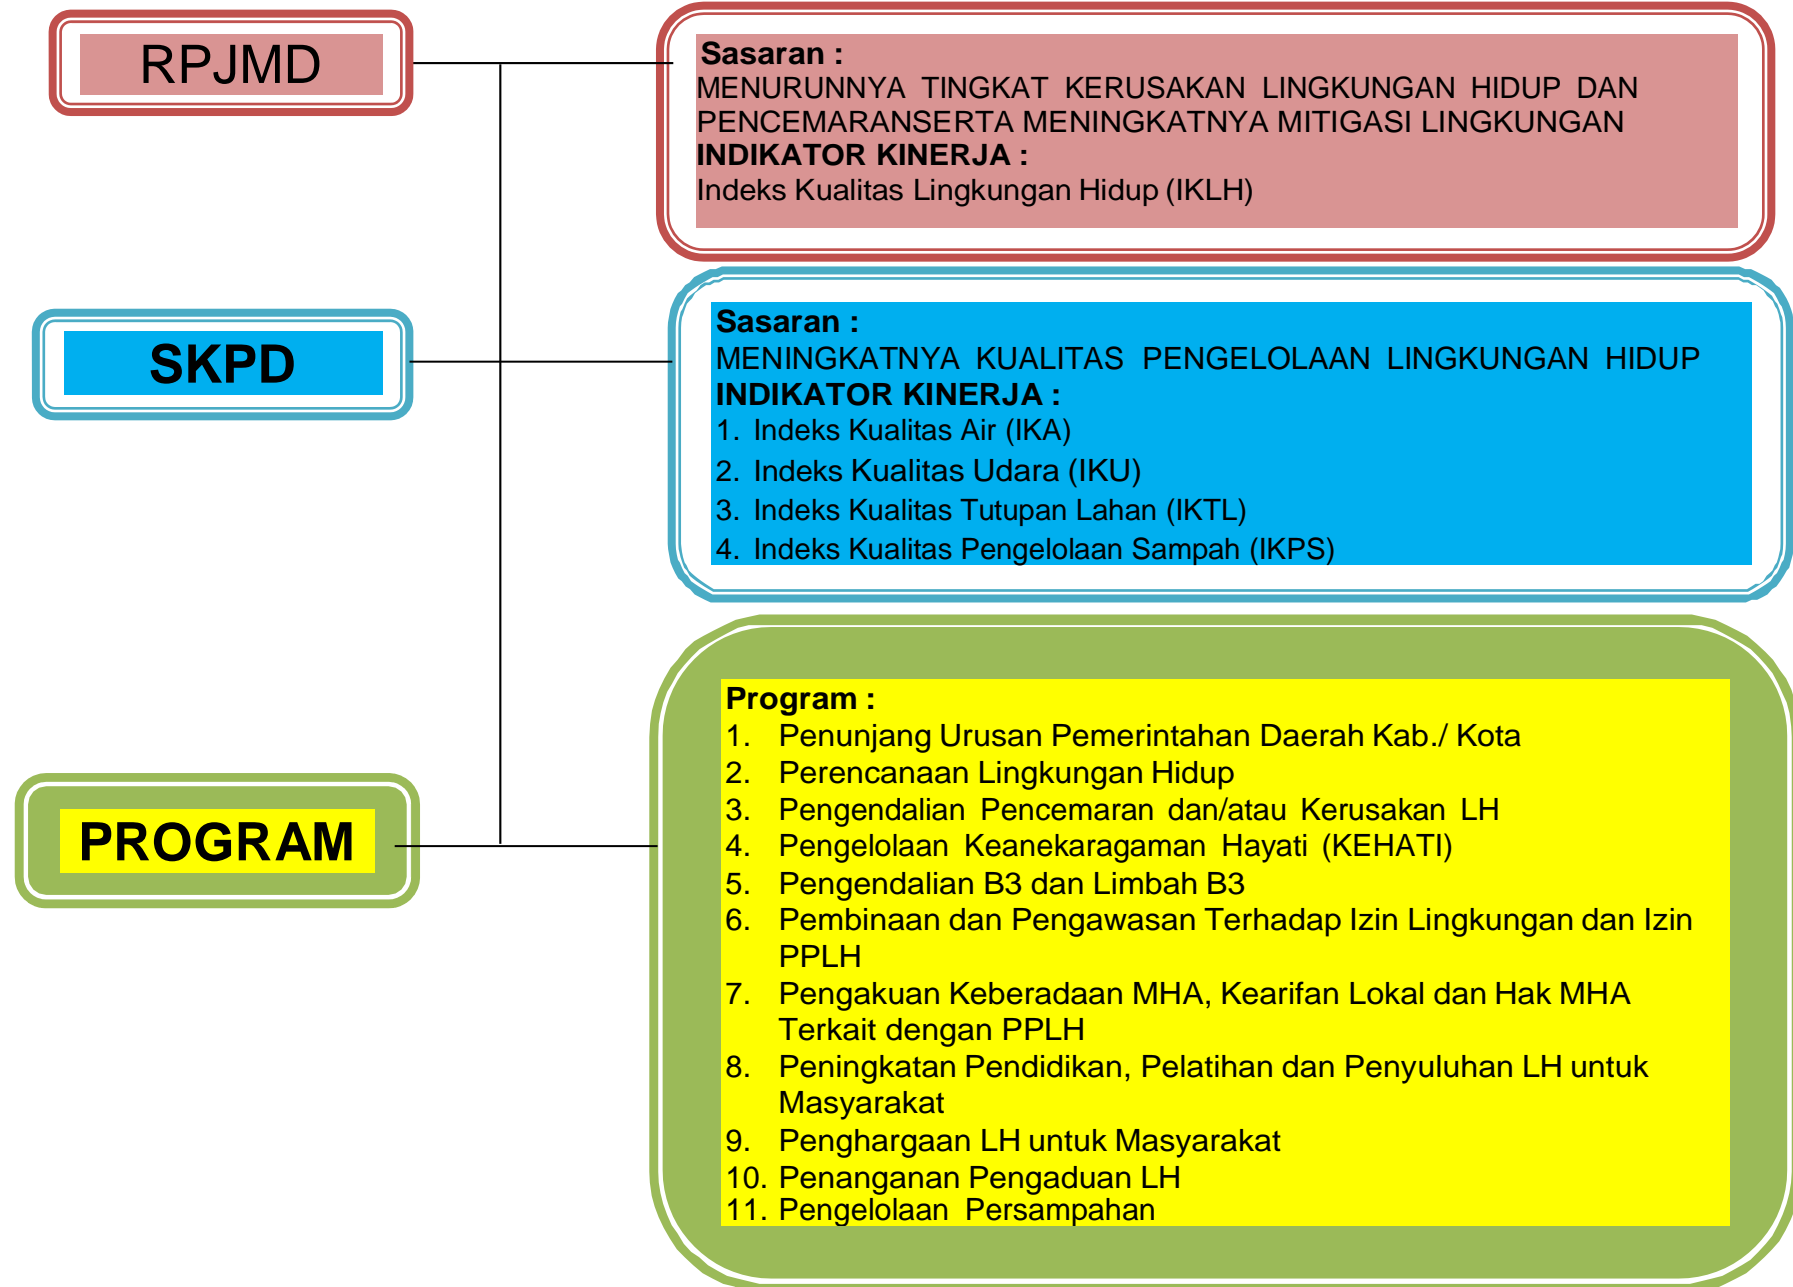 RPJMD
Sasaran :
MENURUNNYA TINGKAT KERUSAKAN LINGKUNGAN HIDUP DAN
PENCEMARANSERTA MENINGKATNYA MITIGASI LINGKUNGAN
INDIKATOR KINERJA :
Indeks Kualitas Lingkungan Hidup (IKLH)
SKPD
Sasaran :
MENINGKATNYA KUALITAS PENGELOLAAN LINGKUNGAN HIDUP
INDIKATOR KINERJA :
1. Indeks Kualitas Air (IKA)
2. Indeks Kualitas Udara (IKU)
3. Indeks Kualitas Tutupan Lahan (IKTL)
4. Indeks Kualitas Pengelolaan Sampah (IKPS)
PROGRAM
Program :
1. Penunjang Urusan Pemerintahan Daerah Kab./ Kota
2. Perencanaan Lingkungan Hidup
3. Pengendalian Pencemaran dan/atau Kerusakan LH
4. Pengelolaan Keanekaragaman Hayati (KEHATI)
5. Pengendalian B3 dan Limbah B3
6. Pembinaan dan Pengawasan Terhadap Izin Lingkungan dan Izin
PPLH
7. Pengakuan Keberadaan MHA, Kearifan Lokal dan Hak MHA
Terkait dengan PPLH
8. Peningkatan Pendidikan, Pelatihan dan Penyuluhan LH untuk
Masyarakat
9. Penghargaan LH untuk Masyarakat
10. Penanganan Pengaduan LH
11. Pengelolaan Persampahan